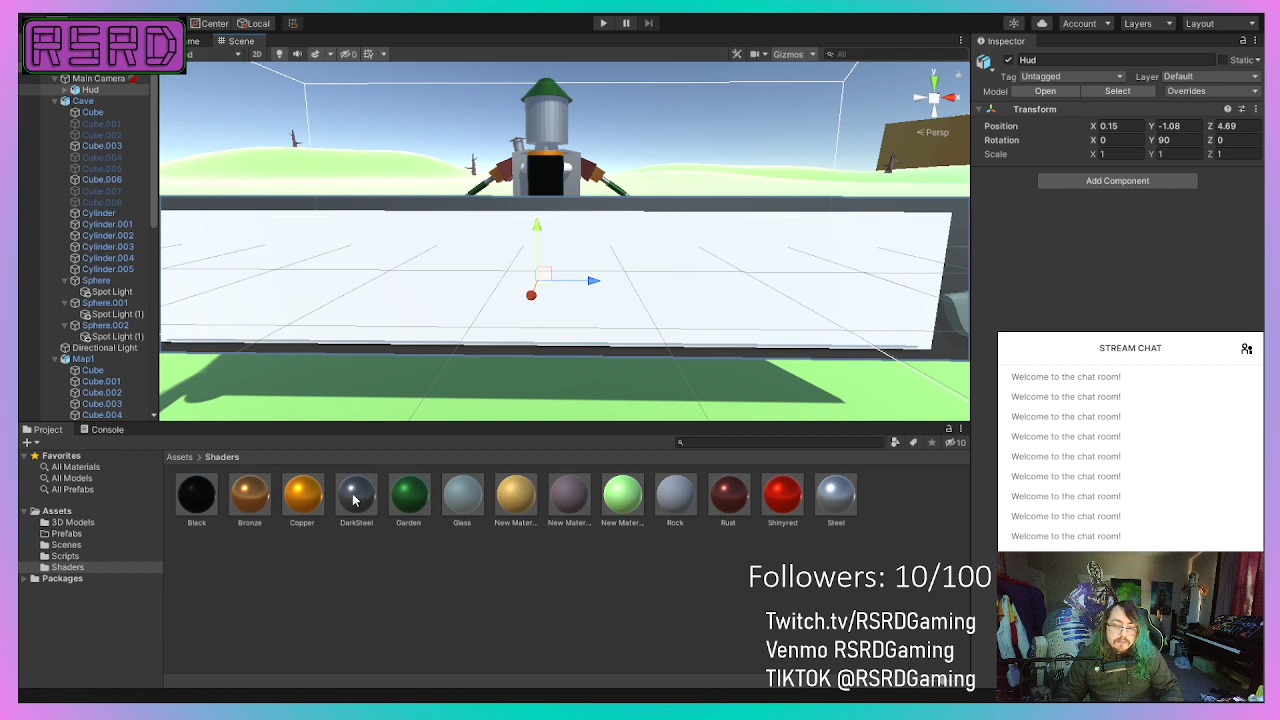 RSRD
Center
Local
Account
Layers
Layout
Scene
Inspector
2D
0
Gizmos
All
Hud
Static
Tag Untagged
Layer Default
Model Open Select Overrides
Transform
Position X 0.15 Y -1.08 Z 4.69
Rotation X 0 Y 90 Z 0
Scale X 1 Y 1 Z 1
Add Component
Main Camera
Hud
Cave
Cube
Cube.001
Cube.002
Cube.003
Cube.004
Cube.005
Cube.006
Cube.007
Cube.008
Cylinder
Cylinder.001
Cylinder.002
Cylinder.003
Cylinder.004
Cylinder.005
Sphere
Spot Light
Sphere.001
Spot Light (1)
Sphere.002
Spot Light (1)
Directional Light
Map1
Cube
Cube.001
Cube.002
Cube.003
Cube.004
y
x
Persp
Project
Console
10
Favorites
All Materials
All Models
All Prefabs
Assets
3D Models
Prefabs
Scenes
Scripts
Shaders
Packages
Assets > Shaders
Black
Bronze
Copper
DarkSteel
Garden
Glass
New Mater...
New Mater...
New Mater...
Rock
Rust
Shinyred
Steel
STREAM CHAT
Welcome to the chat room!
Welcome to the chat room!
Welcome to the chat room!
Welcome to the chat room!
Welcome to the chat room!
Welcome to the chat room!
Welcome to the chat room!
Welcome to the chat room!
Welcome to the chat room!
Followers: 10/100
Twitch.tv/RSRDGaming
Venmo RSRDGaming
TIKTOK @RSRDGaming